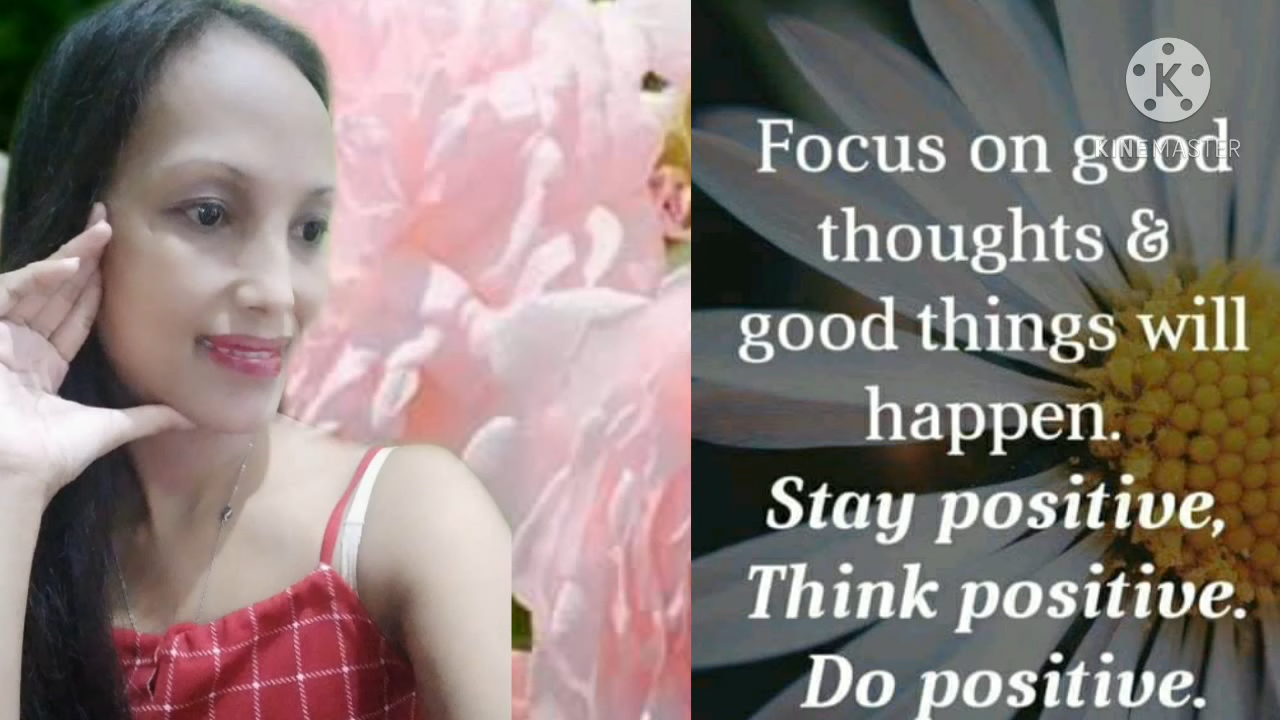 K
KINEMASTER
Focus on good
thoughts &
good things will
happen.
Stay positive,
Think positive.
Do positive.